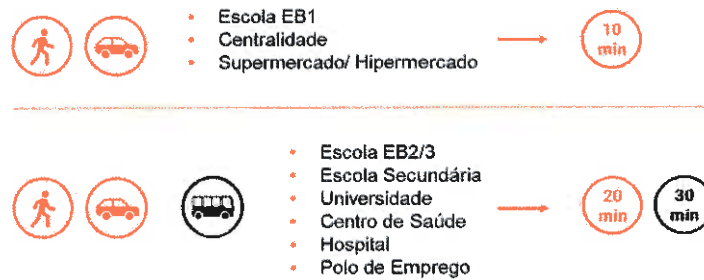 • Escola EB1
• Centralidade
• Supermercado/ Hipermercado
10
min
• Escola EB2/3
• Escola Secundária
• Universidade
• Centro de Saúde
• Hospital
• Polo de Emprego
20
min
30
min